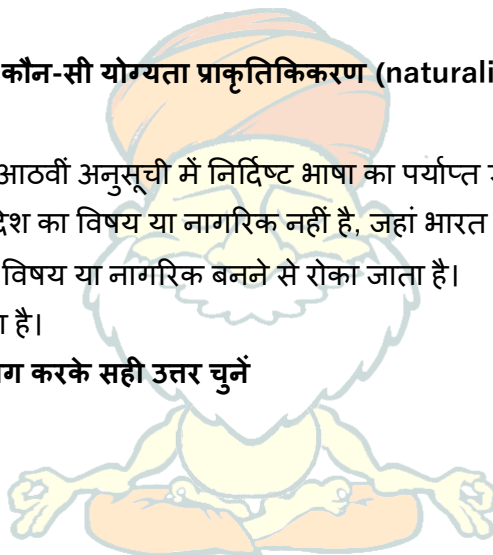 कौन-सी योग्यता प्राकृतिकिकरण (naturali
आठवीं अनुसूची में निर्दिष्ट भाषा का पर्याप्त
का विषय या नागरिक नहीं है, जहां भारत
विषय या नागरिक बनने से रोका जाता है।
है।
करके सही उत्तर चुनें